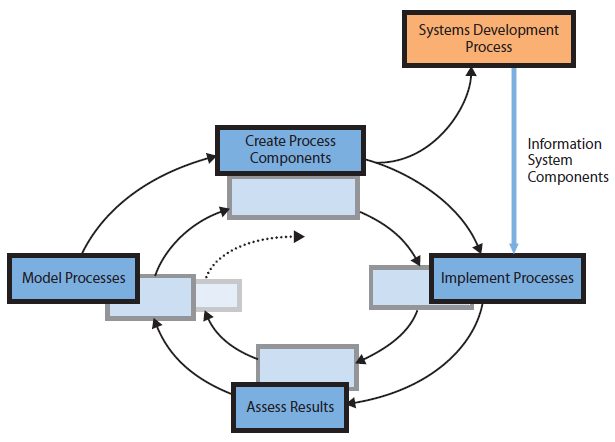 Systems Development
Process
Create Process
Components
Information
System
Components
Model Processes
Implement Processes
Assess Results